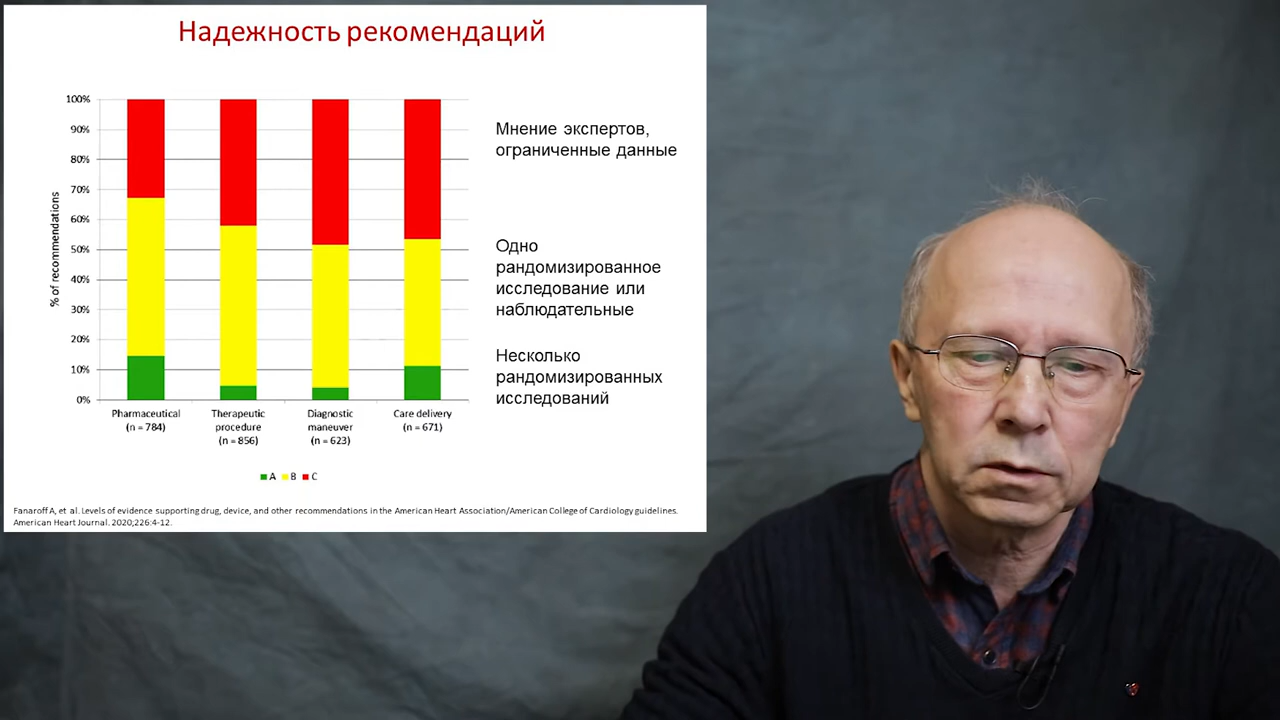 Надежность рекомендаций
100%
90%
80%
70%
60%
50%
40%
30%
20%
10%
0%
% of recommendations
Pharmaceutical
(n = 784)
Therapeutic
procedure
(n = 856)
Diagnostic
maneuver
(n = 623)
Care delivery
(n = 671)
A B C
Мнение экспертов,
ограниченные данные
Одно
рандомизированное
исследование или
наблюдательные
Несколько
рандомизированных
исследований
Fanaroff A, et al. Levels of evidence supporting drug, device, and other recommendations in the American Heart Association/American College of Cardiology guidelines.
American Heart Journal. 2020;226:4-12.